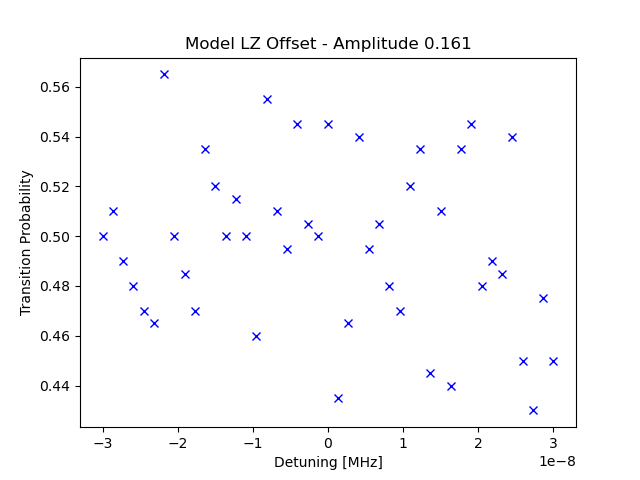 Model LZ Offset - Amplitude 0.161
0.56
0.54
0.52
0.50
0.48
0.46
0.44
Transition Probability
−3 −2 −1 0 1 2 3
1e−8
Detuning [MHz]